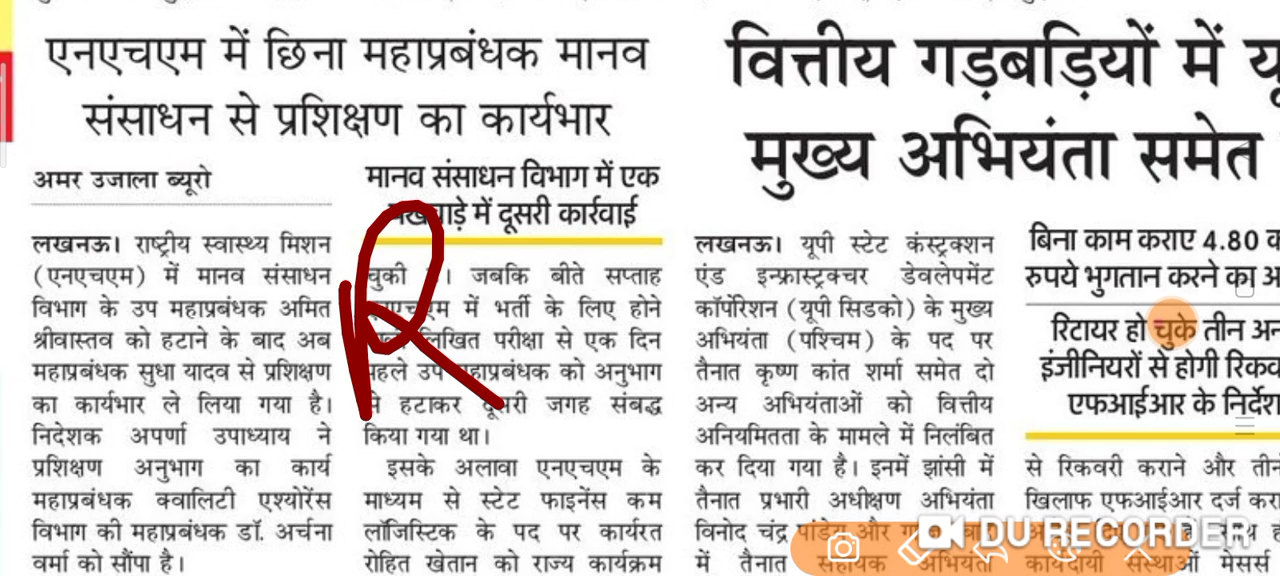 एनएचएम में छिना महाप्रबंधक मानव
संसाधन से प्रशिक्षण का कार्यभार
अमर उजाला ब्यूरो
लखनऊ। राष्ट्रीय स्वास्थ्य मिशन
(एनएचएम) में मानव संसाधन
विभाग के उप महाप्रबंधक अमित
श्रीवास्तव को हटाने के बाद अब
महाप्रबंधक सुधा यादव से प्रशिक्षण
का कार्यभार ले लिया गया है।
निदेशक अपर्णा उपाध्याय ने
प्रशिक्षण अनुभाग का कार्य
महाप्रबंधक क्वालिटी एश्योरेंस
विभाग की महाप्रबंधक डॉ. अर्चना
वर्मा को सौंपा है।
मानव संसाधन विभाग में एक
में दूसरी कार्रवाई
चुकी । जबकि बीते सप्ताह
में भर्ती के लिए होने
लिखित परीक्षा से एक दिन
पहले उप महाप्रबंधक को अनुभाग
से हटाकर दूसरी जगह संबद्ध
किया गया था।
इसके अलावा एनएचएम के
माध्यम से स्टेट फाइनेंस कम
लॉजिस्टिक के पद पर कार्यरत
रोहित खेतान को राज्य कार्यक्रम
वित्तीय गड़बड़ियों में
मुख्य अभियंता समेत
लखनऊ। यूपी स्टेट कंस्ट्रक्शन
एंड इन्फ्रास्ट्रक्चर डेवलेपमेंट
कॉर्पोरेशन (यूपी सिडको) के मुख्य
अभियंता (पश्चिम) के पद पर
तैनात कृष्ण कांत शर्मा समेत दो
अन्य अभियंताओं को वित्तीय
अनियमितता के मामले में निलंबित
कर दिया गया है। इनमें झांसी में
तैनात प्रभारी अधीक्षण अभियंता
विनोद चंद्र पांडेय और
में तैनात सहायक अभियंता
बिना काम कराए 4.80
रुपये भुगतान करने का
रिटायर हो चुके तीन
इंजीनियरों से होगी
एफआईआर के निर्देश
से रिकवरी कराने और
खिलाफ एफआईआर दर्ज
कार्यदायी संस्थाओं मेसर्स
DU RECORDER
R